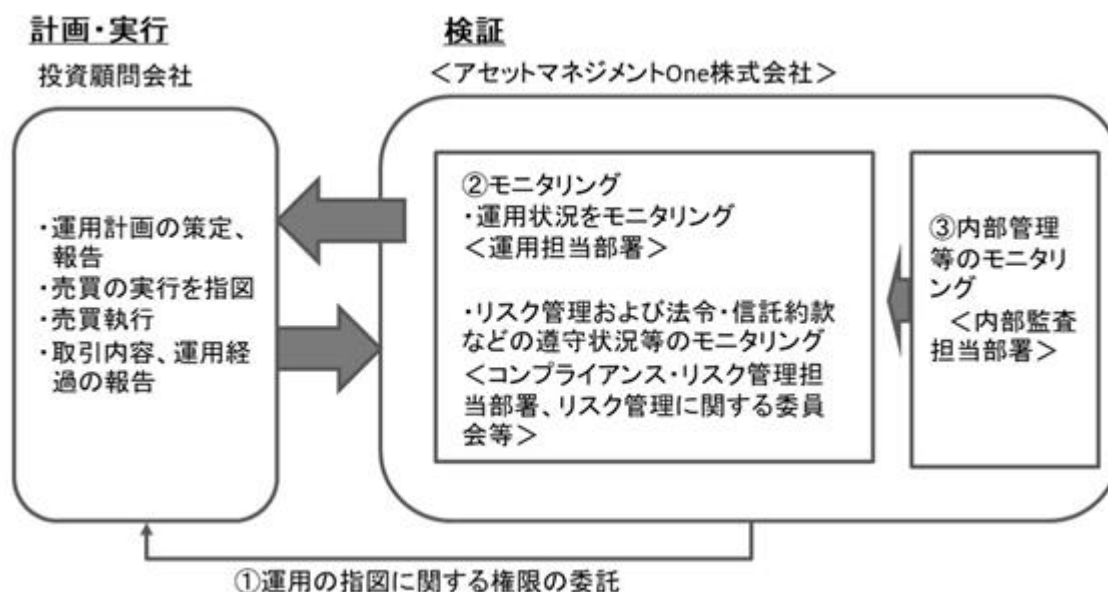 計画・実行
投資顧問会社
・運用計画の策定、
報告
・売買の実行を指図
・売買執行
・取引内容、運用経
過の報告
検証
＜アセットマネジメントOne株式会社＞
②モニタリング
・運用状況をモニタリング
＜運用担当部署＞
・リスク管理および法令・信託約款
などの遵守状況等のモニタリング
＜コンプライアンス・リスク管理担
当部署、リスク管理に関する委員
会等＞
③内部管理
等のモニタリ
ング
＜内部監査
担当部署＞
①運用の指図に関する権限の委託